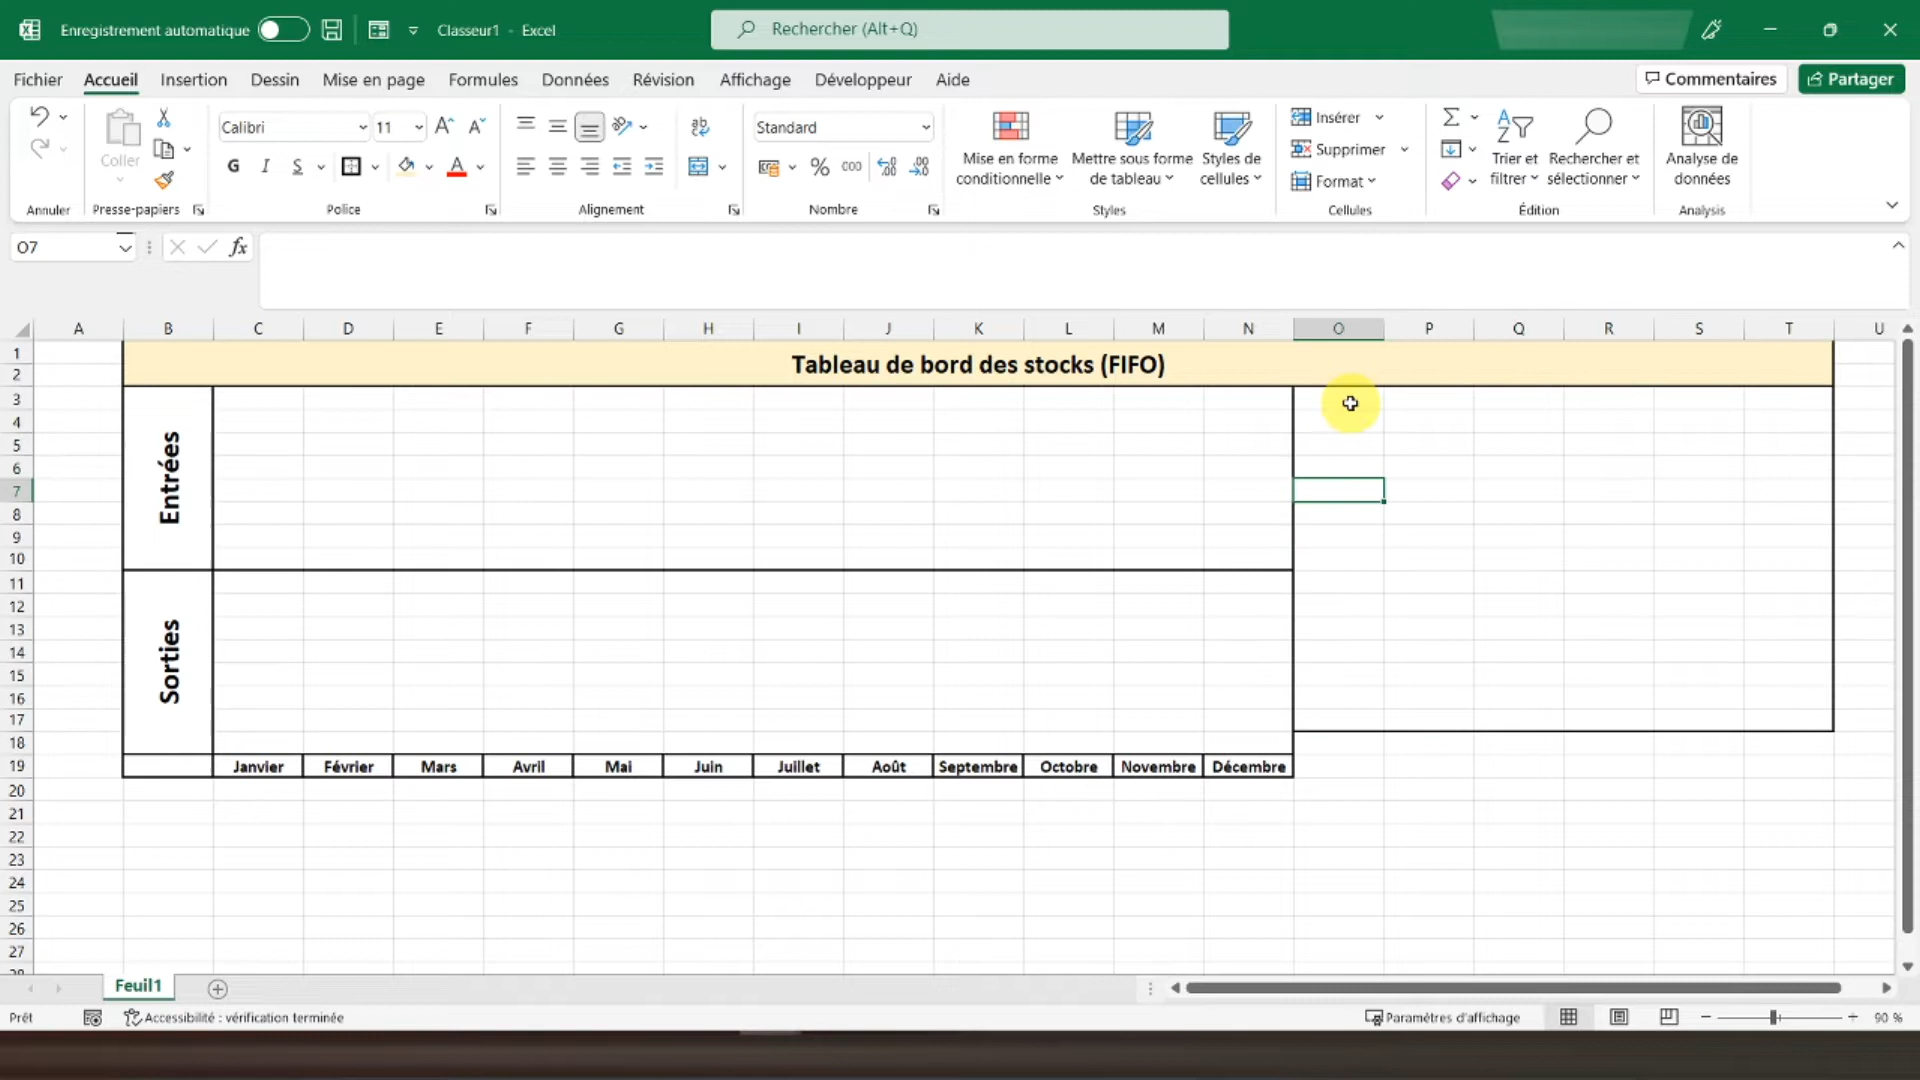 Enregistrement automatique
Classeur1 - Excel
Rechercher (Alt+Q)
Fichier Accueil Insertion Dessin Mise en page Formules Données Révision Affichage Développeur Aide
Commentaires Partager
Coller
Calibri 11
G I S
Standard
% 000
Mise en forme conditionnelle
Mettre sous forme de tableau
Styles de cellules
Insérer
Supprimer
Format
Trier et filtrer
Rechercher et sélectionner
Analyse de données
Annuler Presse-papiers Police Alignement Nombre Styles Cellules Édition Analysis
O7 fx
A B C D E F G H I J K L M N O P Q R S T U
1
Tableau de bord des stocks (FIFO)
2
3
4
5
6
Entrées
7
8
9
10
11
12
13
Sorties
14
15
16
17
18
19 Janvier Février Mars Avril Mai Juin Juillet Août Septembre Octobre Novembre Décembre
20
21
22
23
24
25
26
27
Feuil1
Prêt
Accessibilité : vérification terminée
Paramètres d'affichage
90 %